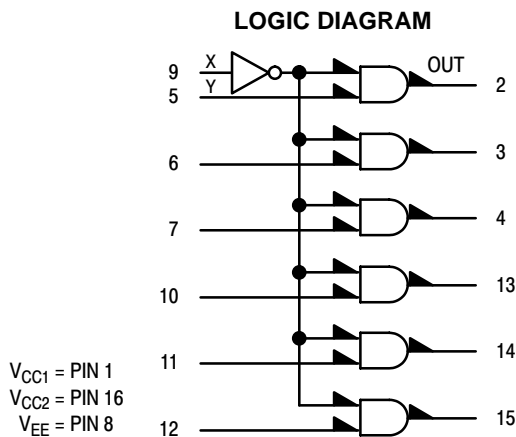 LOGIC DIAGRAM
9 X OUT 2
5 Y
6 3
7 4
10 13
11 14
12 15
VCC1 = PIN 1
VCC2 = PIN 16
VEE = PIN 8